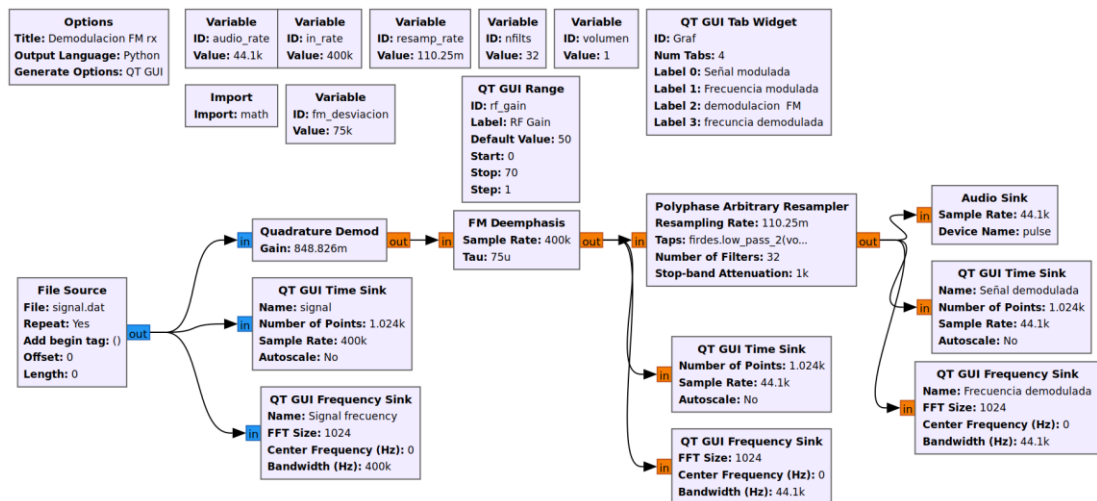 Options
Title: Demodulacion FM rx
Output Language: Python
Generate Options: QT GUI
Variable
ID: audio_rate
Value: 44.1k
Variable
ID: in_rate
Value: 400k
Variable
ID: resamp_rate
Value: 110.25m
Variable
ID: nfilts
Value: 32
Variable
ID: volumen
Value: 1
QT GUI Tab Widget
ID: Graf
Num Tabs: 4
Label 0: Señal modulada
Label 1: Frecuencia modulada
Label 2: demodulacion FM
Label 3: frecuncia demodulada
Import
Import: math
Variable
ID: fm_desviacion
Value: 75k
QT GUI Range
ID: rf_gain
Label: RF Gain
Default Value: 50
Start: 0
Stop: 70
Step: 1
File Source
File: signal.dat
Repeat: Yes
Add begin tag: ()
Offset: 0
Length: 0
out
in
Quadrature Demod
Gain: 848.826m
out
in
FM Deemphasis
Sample Rate: 400k
Tau: 75u
out
in
Polyphase Arbitrary Resampler
Resampling Rate: 110.25m
Taps: firdes.low_pass_2(vo...
Number of Filters: 32
Stop-band Attenuation: 1k
out
in
Audio Sink
Sample Rate: 44.1k
Device Name: pulse
in
QT GUI Time Sink
Name: signal
Number of Points: 1.024k
Sample Rate: 400k
Autoscale: No
in
QT GUI Time Sink
Name: Señal demodulada
Number of Points: 1.024k
Sample Rate: 44.1k
Autoscale: No
in
QT GUI Time Sink
Number of Points: 1.024k
Sample Rate: 44.1k
Autoscale: No
in
QT GUI Frequency Sink
Name: Signal frecuency
FFT Size: 1024
Center Frequency (Hz): 0
Bandwidth (Hz): 400k
in
QT GUI Frequency Sink
Name: Frecuencia demodulada
FFT Size: 1024
Center Frequency (Hz): 0
Bandwidth (Hz): 44.1k
in
QT GUI Frequency Sink
FFT Size: 1024
Center Frequency (Hz): 0
Bandwidth (Hz): 44.1k